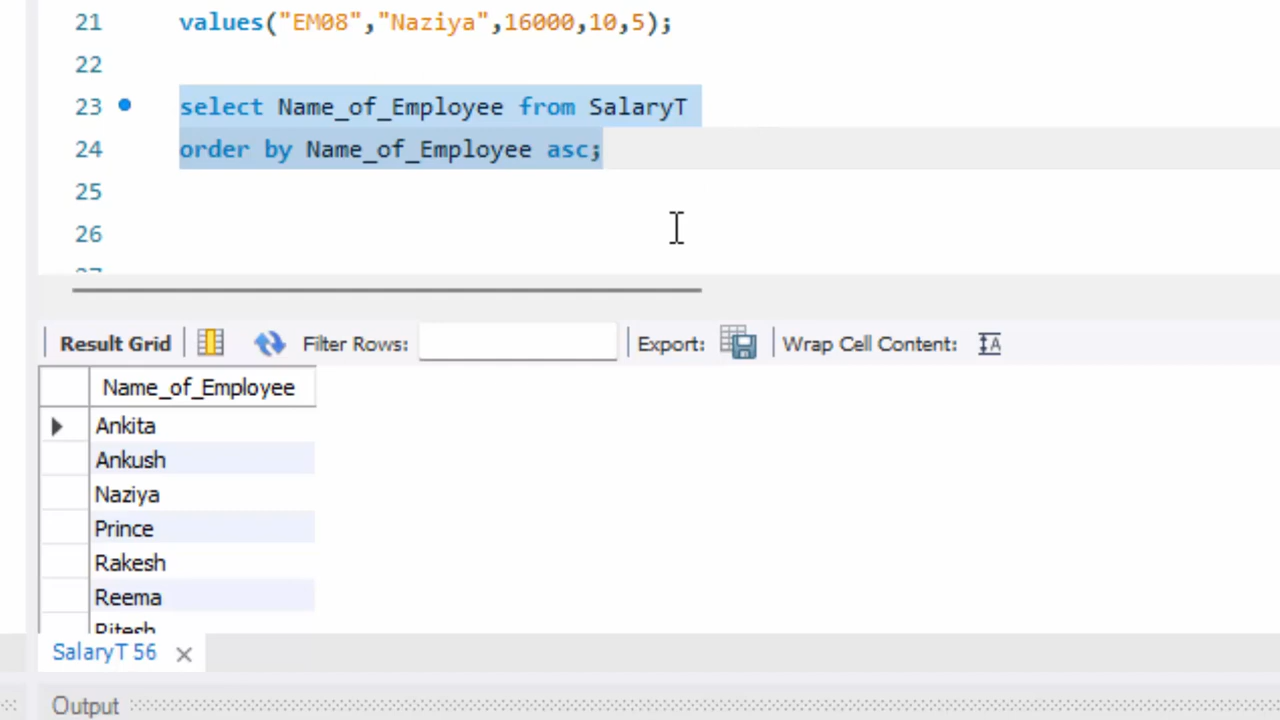 21 values("EM08","Naziya",16000,10,5);
22
23 select Name_of_Employee from SalaryT
24 order by Name_of_Employee asc;
25
26
27
Result Grid Filter Rows: Export: Wrap Cell Content:
Name_of_Employee
Ankita
Ankush
Naziya
Prince
Rakesh
Reema
Ritesh
SalaryT 56
Output